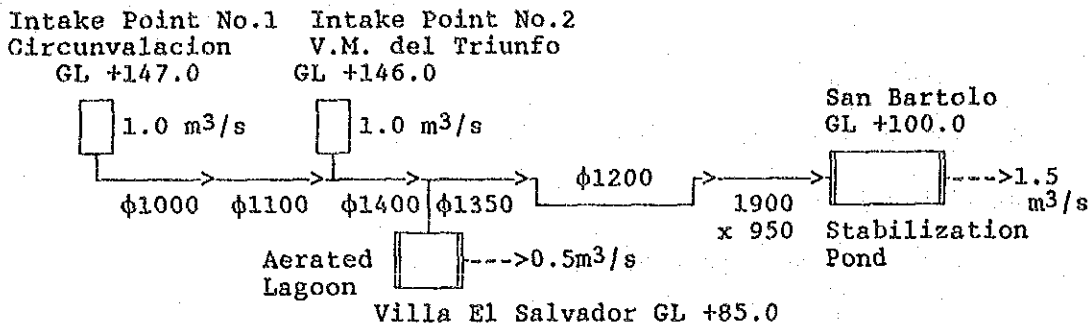 Intake Point No.1 Intake Point No.2
Circunvalacion V.M. del Triunfo
GL +147.0 GL +146.0
San Bartolo
GL +100.0
1.0 m³/s 1.0 m³/s
ϕ1200
--->1.5
m³/s
ϕ1000 ϕ1100 ϕ1400 ϕ1350
1900
x 950
Stabilization
Pond
Aerated
Lagoon
--->0.5m³/s
Villa El Salvador GL +85.0